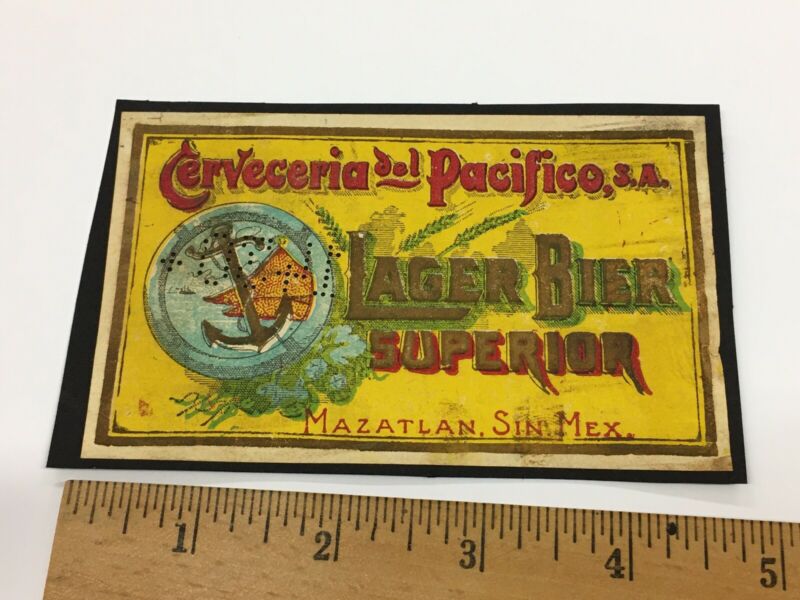 Cerveceria del Pacifico, S.A.
LAGER BIER
SUPERIOR
MAZATLAN, SIN. MEX.
1 2 3 4 5